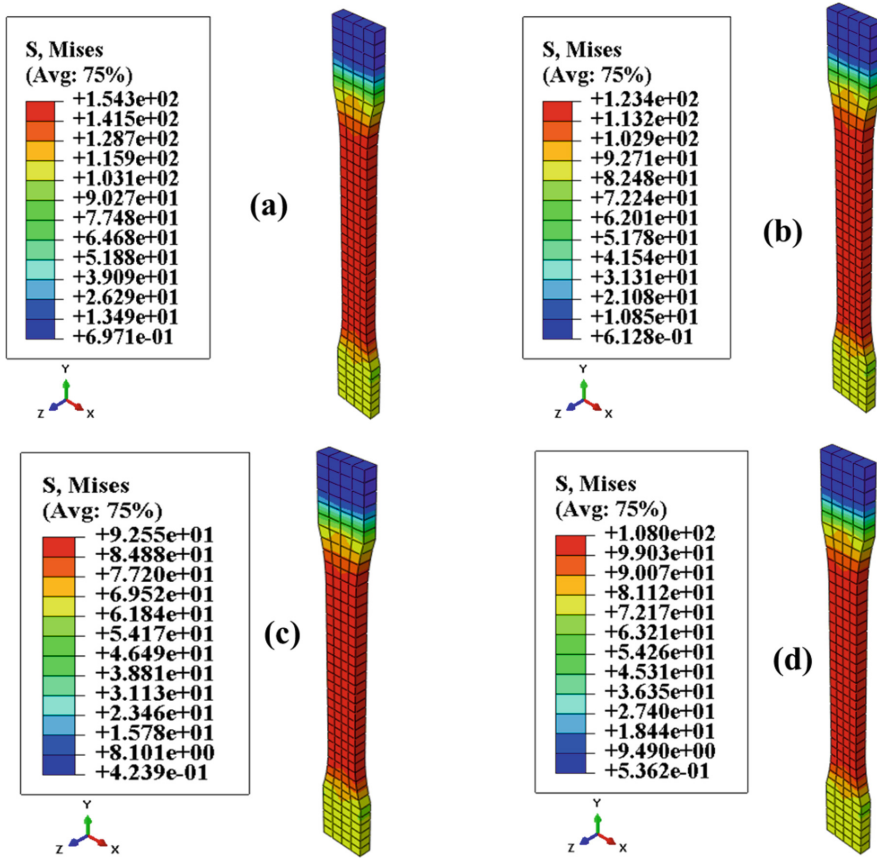 S, Mises
(Avg: 75%)
+1.543e+02
+1.415e+02
+1.287e+02
+1.159e+02
+1.031e+02
+9.027e+01
+7.748e+01
+6.468e+01
+5.188e+01
+3.909e+01
+2.629e+01
+1.349e+01
+6.971e-01
(a)
Y
Z
X
S, Mises
(Avg: 75%)
+1.234e+02
+1.132e+02
+1.029e+02
+9.271e+01
+8.248e+01
+7.224e+01
+6.201e+01
+5.178e+01
+4.154e+01
+3.131e+01
+2.108e+01
+1.085e+01
+6.128e-01
(b)
Y
Z
X
S, Mises
(Avg: 75%)
+9.255e+01
+8.488e+01
+7.720e+01
+6.952e+01
+6.184e+01
+5.417e+01
+4.649e+01
+3.881e+01
+3.113e+01
+2.346e+01
+1.578e+01
+8.101e+00
+4.239e-01
(c)
Y
Z
X
S, Mises
(Avg: 75%)
+1.080e+02
+9.903e+01
+9.007e+01
+8.112e+01
+7.217e+01
+6.321e+01
+5.426e+01
+4.531e+01
+3.635e+01
+2.740e+01
+1.844e+01
+9.490e+00
+5.362e-01
(d)
Y
Z
X